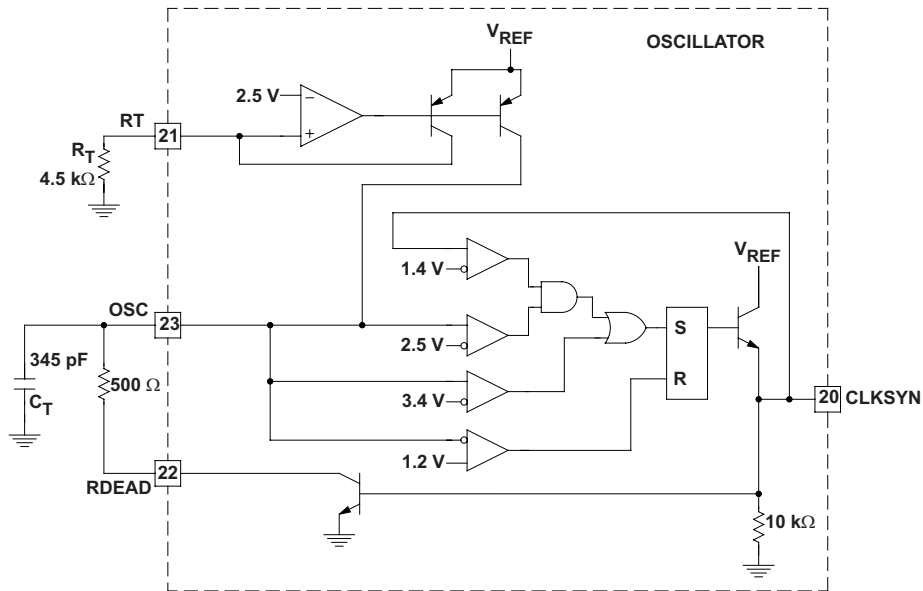 VREF
OSCILLATOR
2.5 V
−
+
RT
21
RT
4.5 kΩ
VREF
1.4 V
OSC
23
2.5 V
S
345 pF
CT
500 Ω
3.4 V
R
20
CLKSYN
1.2 V
22
RDEAD
10 kΩ